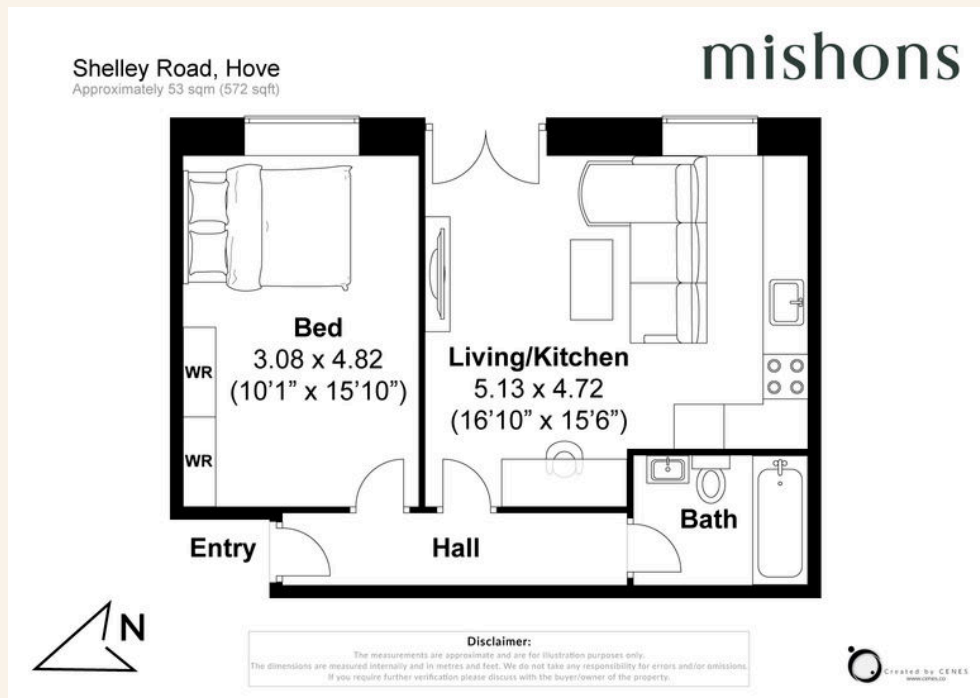 mishons
Shelley Road, Hove
Approximately 53 sqm (572 sqft)
Bed
3.08 x 4.82
(10’1” x 15’10”)
WR
WR
Living/Kitchen
5.13 x 4.72
(16’10” x 15’6”)
Bath
Entry
Hall
N
Disclaimer:
The measurements are approximate and are for illustration purposes only.
The dimensions are measured internally and in metres and feet. We do not take any responsibility for errors and/or omissions.
If you require further verification please discuss with the buyer/owner of the property.
Created by CENES
www.cenes.co